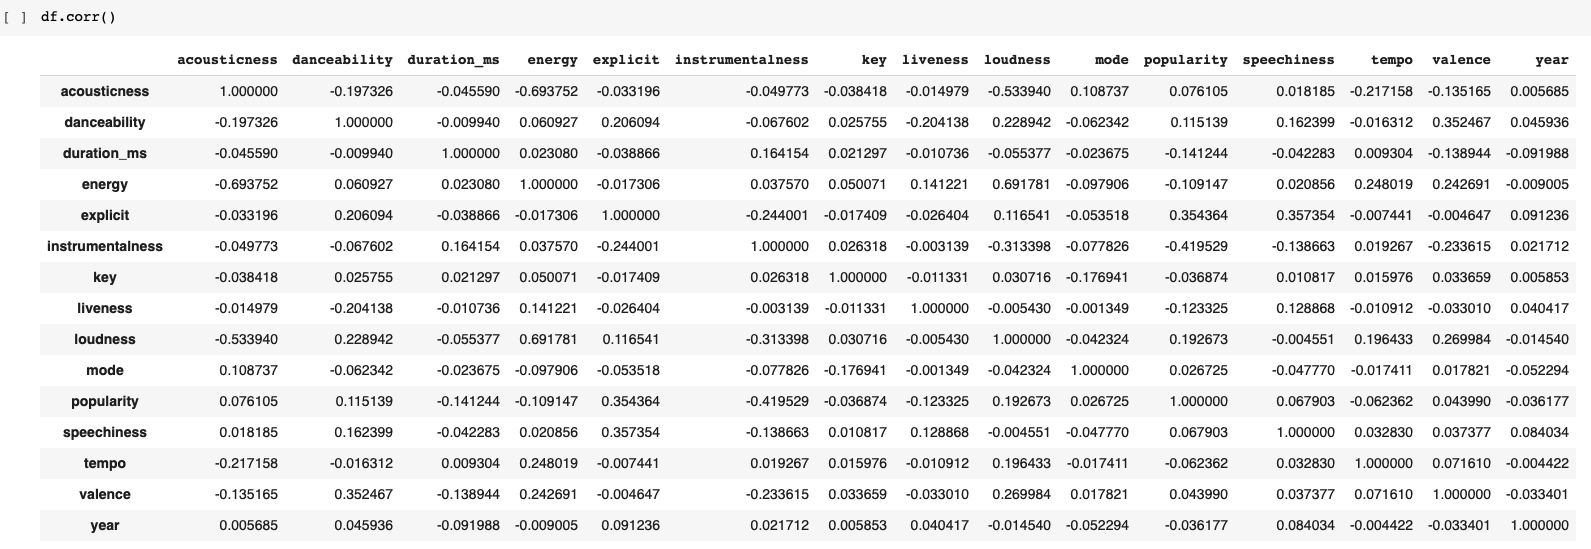 [ ] df.corr()
acousticness danceability duration_ms energy explicit instrumentalness key liveness loudness mode popularity speechiness tempo valence year
acousticness 1.000000 -0.197326 -0.045590 -0.693752 -0.033196 -0.049773 -0.038418 -0.014979 -0.533940 0.108737 0.076105 0.018185 -0.217158 -0.135165 0.005685
danceability -0.197326 1.000000 -0.009940 0.060927 0.206094 -0.067602 0.025755 -0.204138 0.228942 -0.062342 0.115139 0.162399 -0.016312 0.352467 0.045936
duration_ms -0.045590 -0.009940 1.000000 0.023080 -0.038866 0.164154 0.021297 -0.010736 -0.055377 -0.023675 -0.141244 -0.042283 0.009304 -0.138944 -0.091988
energy -0.693752 0.060927 0.023080 1.000000 -0.017306 0.037570 0.050071 0.141221 0.691781 -0.097906 -0.109147 0.020856 0.248019 0.242691 -0.009005
explicit -0.033196 0.206094 -0.038866 -0.017306 1.000000 -0.244001 -0.017409 -0.026404 0.116541 -0.053518 0.354364 0.357354 -0.007441 -0.004647 0.091236
instrumentalness -0.049773 -0.067602 0.164154 0.037570 -0.244001 1.000000 0.026318 -0.003139 -0.313398 -0.077826 -0.419529 -0.138663 0.019267 -0.233615 0.021712
key -0.038418 0.025755 0.021297 0.050071 -0.017409 0.026318 1.000000 -0.011331 0.030716 -0.176941 -0.036874 0.010817 0.015976 0.033659 0.005853
liveness -0.014979 -0.204138 -0.010736 0.141221 -0.026404 -0.003139 -0.011331 1.000000 -0.005430 -0.001349 -0.123325 0.128868 -0.010912 -0.033010 0.040417
loudness -0.533940 0.228942 -0.055377 0.691781 0.116541 -0.313398 0.030716 -0.005430 1.000000 -0.042324 0.192673 -0.004551 0.196433 0.269984 -0.014540
mode 0.108737 -0.062342 -0.023675 -0.097906 -0.053518 -0.077826 -0.176941 -0.001349 -0.042324 1.000000 0.026725 -0.047770 -0.017411 0.017821 -0.052294
popularity 0.076105 0.115139 -0.141244 -0.109147 0.354364 -0.419529 -0.036874 -0.123325 0.192673 0.026725 1.000000 0.067903 -0.062362 0.043990 -0.036177
speechiness 0.018185 0.162399 -0.042283 0.020856 0.357354 -0.138663 0.010817 0.128868 -0.004551 -0.047770 0.067903 1.000000 0.032830 0.037377 0.084034
tempo -0.217158 -0.016312 0.009304 0.248019 -0.007441 0.019267 0.015976 -0.010912 0.196433 -0.017411 -0.062362 0.032830 1.000000 0.071610 -0.004422
valence -0.135165 0.352467 -0.138944 0.242691 -0.004647 -0.233615 0.033659 -0.033010 0.269984 0.017821 0.043990 0.037377 0.071610 1.000000 -0.033401
year 0.005685 0.045936 -0.091988 -0.009005 0.091236 0.021712 0.005853 0.040417 -0.014540 -0.052294 -0.036177 0.084034 -0.004422 -0.033401 1.000000